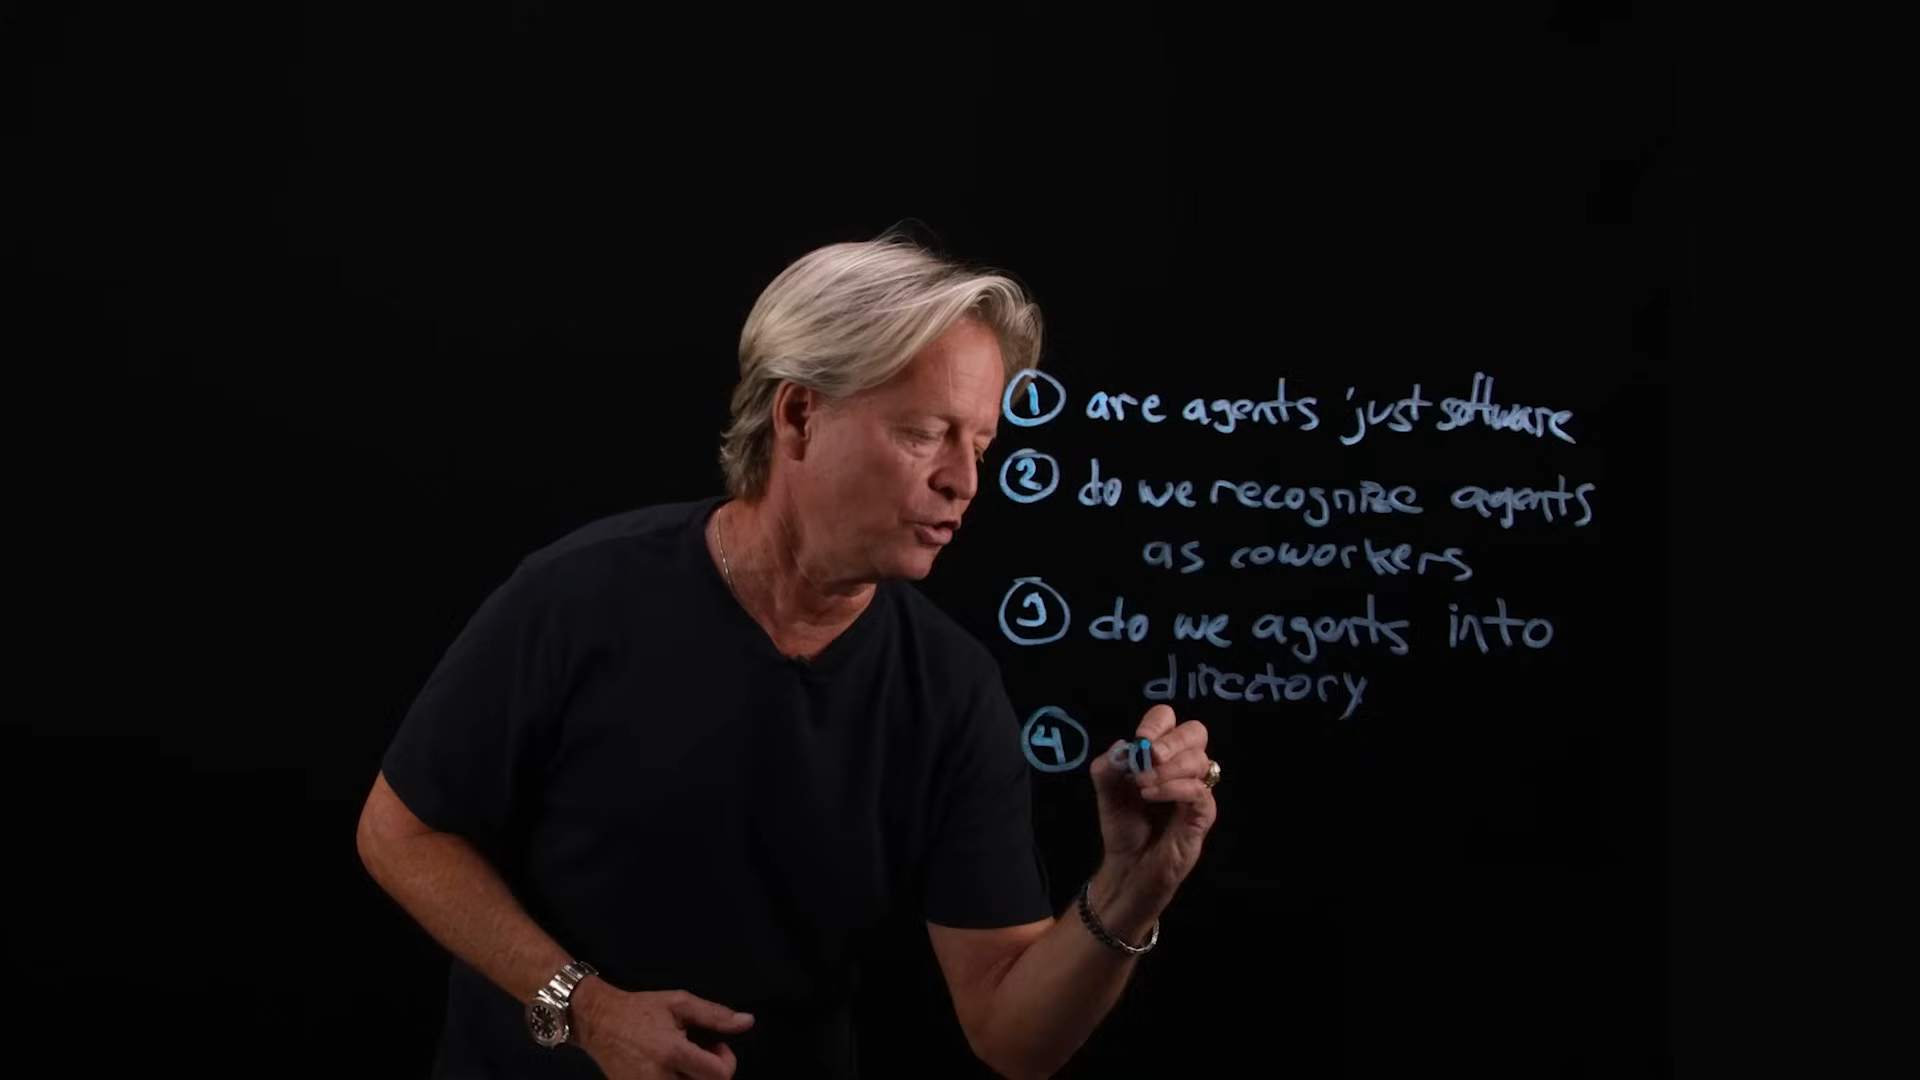 ① are agents just software
② do we recognize agents
as coworkers
③ do we agents into
directory
④ ai